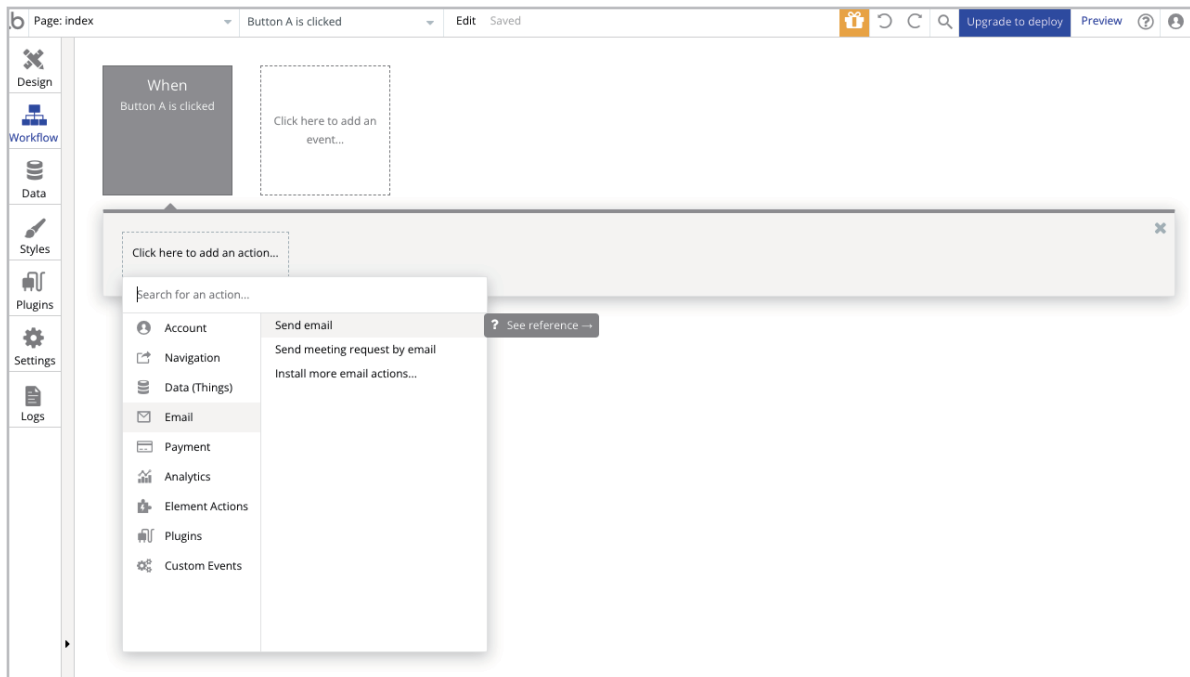 .b Page: index Button A is clicked Edit Saved Upgrade to deploy Preview ?
Design
Workflow
Data
Styles
Plugins
Settings
Logs
When
Button A is clicked
Click here to add an
event...
Click here to add an action...
Search for an action...
Account
Navigation
Data (Things)
Email
Payment
Analytics
Element Actions
Plugins
Custom Events
Send email
Send meeting request by email
Install more email actions...
? See reference →